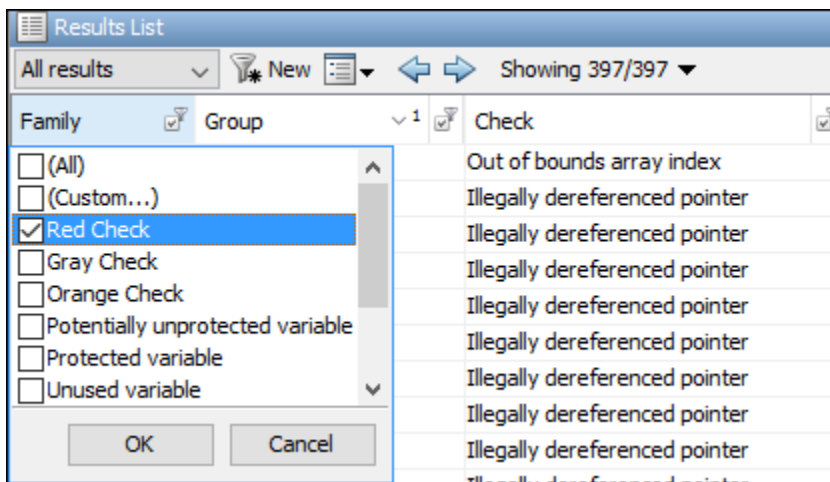 Results List
All results New Showing 397/397
Family Group 1 Check
(All)
(Custom...)
Red Check
Gray Check
Orange Check
Potentially unprotected variable
Protected variable
Unused variable
OK Cancel
Out of bounds array index
Illegally dereferenced pointer
Illegally dereferenced pointer
Illegally dereferenced pointer
Illegally dereferenced pointer
Illegally dereferenced pointer
Illegally dereferenced pointer
Illegally dereferenced pointer
Illegally dereferenced pointer